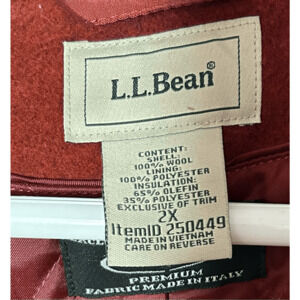 L.L.Bean®
CONTENT:
SHELL:
100% WOOL
LINING:
100% POLYESTER
INSULATION:
65% OLEFIN
35% POLYESTER
EXCLUSIVE OF TRIM
2X
ItemID 250449
MADE IN VIETNAM
CARE ON REVERSE
PREMIUM
FABRIC MADE IN ITALY